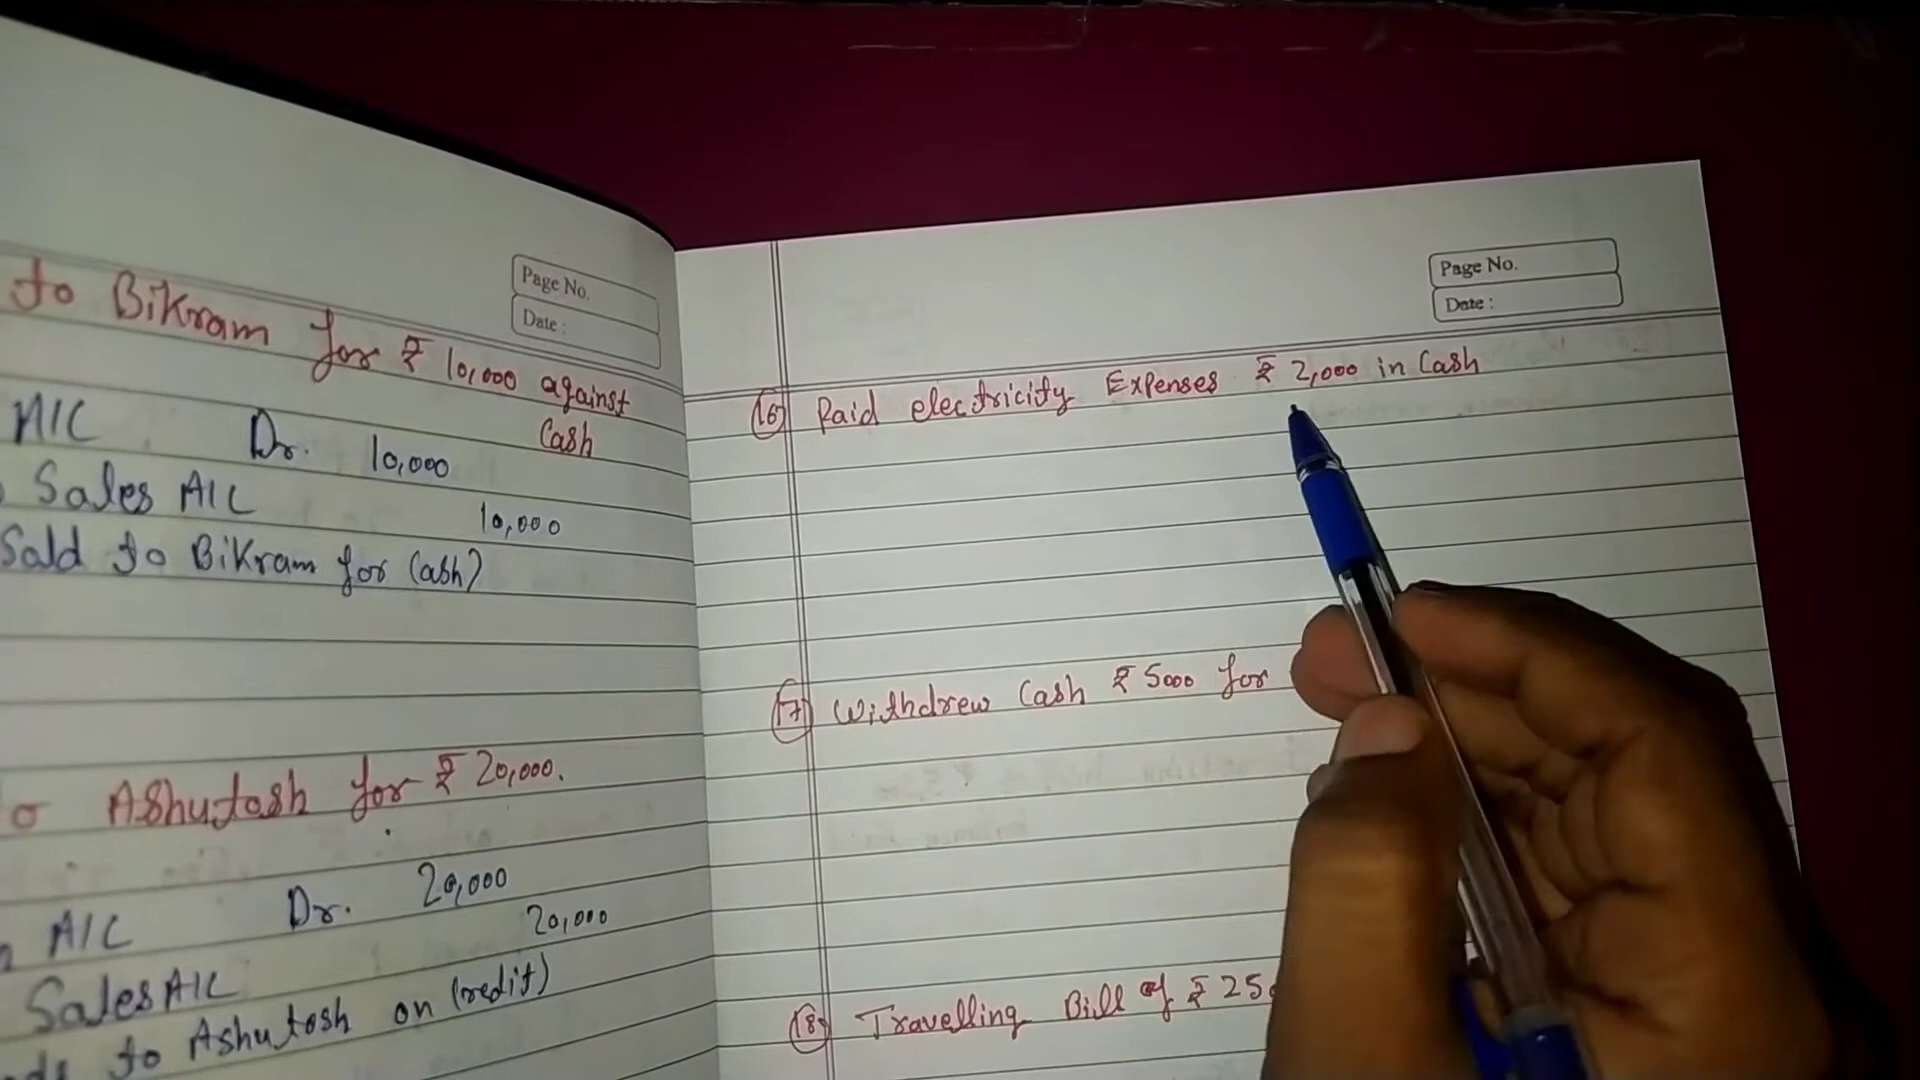 Page No.
Date :
to Bikram for ₹ 10,000 against
Cash
A/C Dr. 10,000
Sales A/C 10,000
Sold to Bikram for Cash)
Ashutosh for ₹ 20,000.
A/C Dr. 20,000
Sales A/C 20,000
to Ashutosh on Credit)
Page No.
Date :
(16) Paid electricity Expenses ₹ 2,000 in Cash
(17) Withdrew Cash ₹ 5000 for
(18) Travelling Bill of ₹ 25